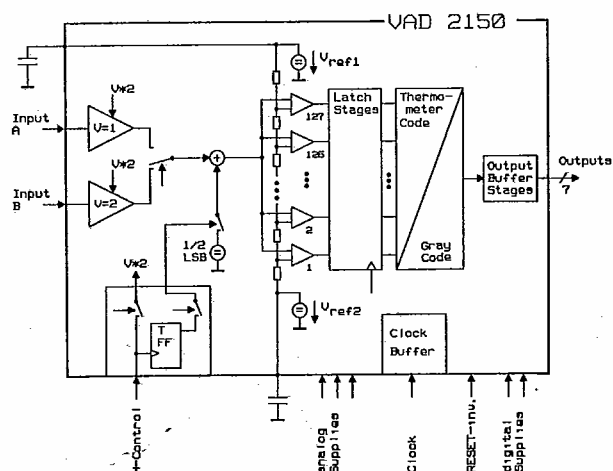 VAD 2150
Vref1
V*2
Input
A
V=1
V*2
Input
B
V=2
127
126
2
1
Latch
Stages
Thermo-
meter
Code
Gray
Code
Output
Buffer
Stages
Outputs
7
1/2
LSB
V*2
T
FF
Vref2
Clock
Buffer
-Control
analog
Supplies
Clock
RESET-inv.
digital
Supplies